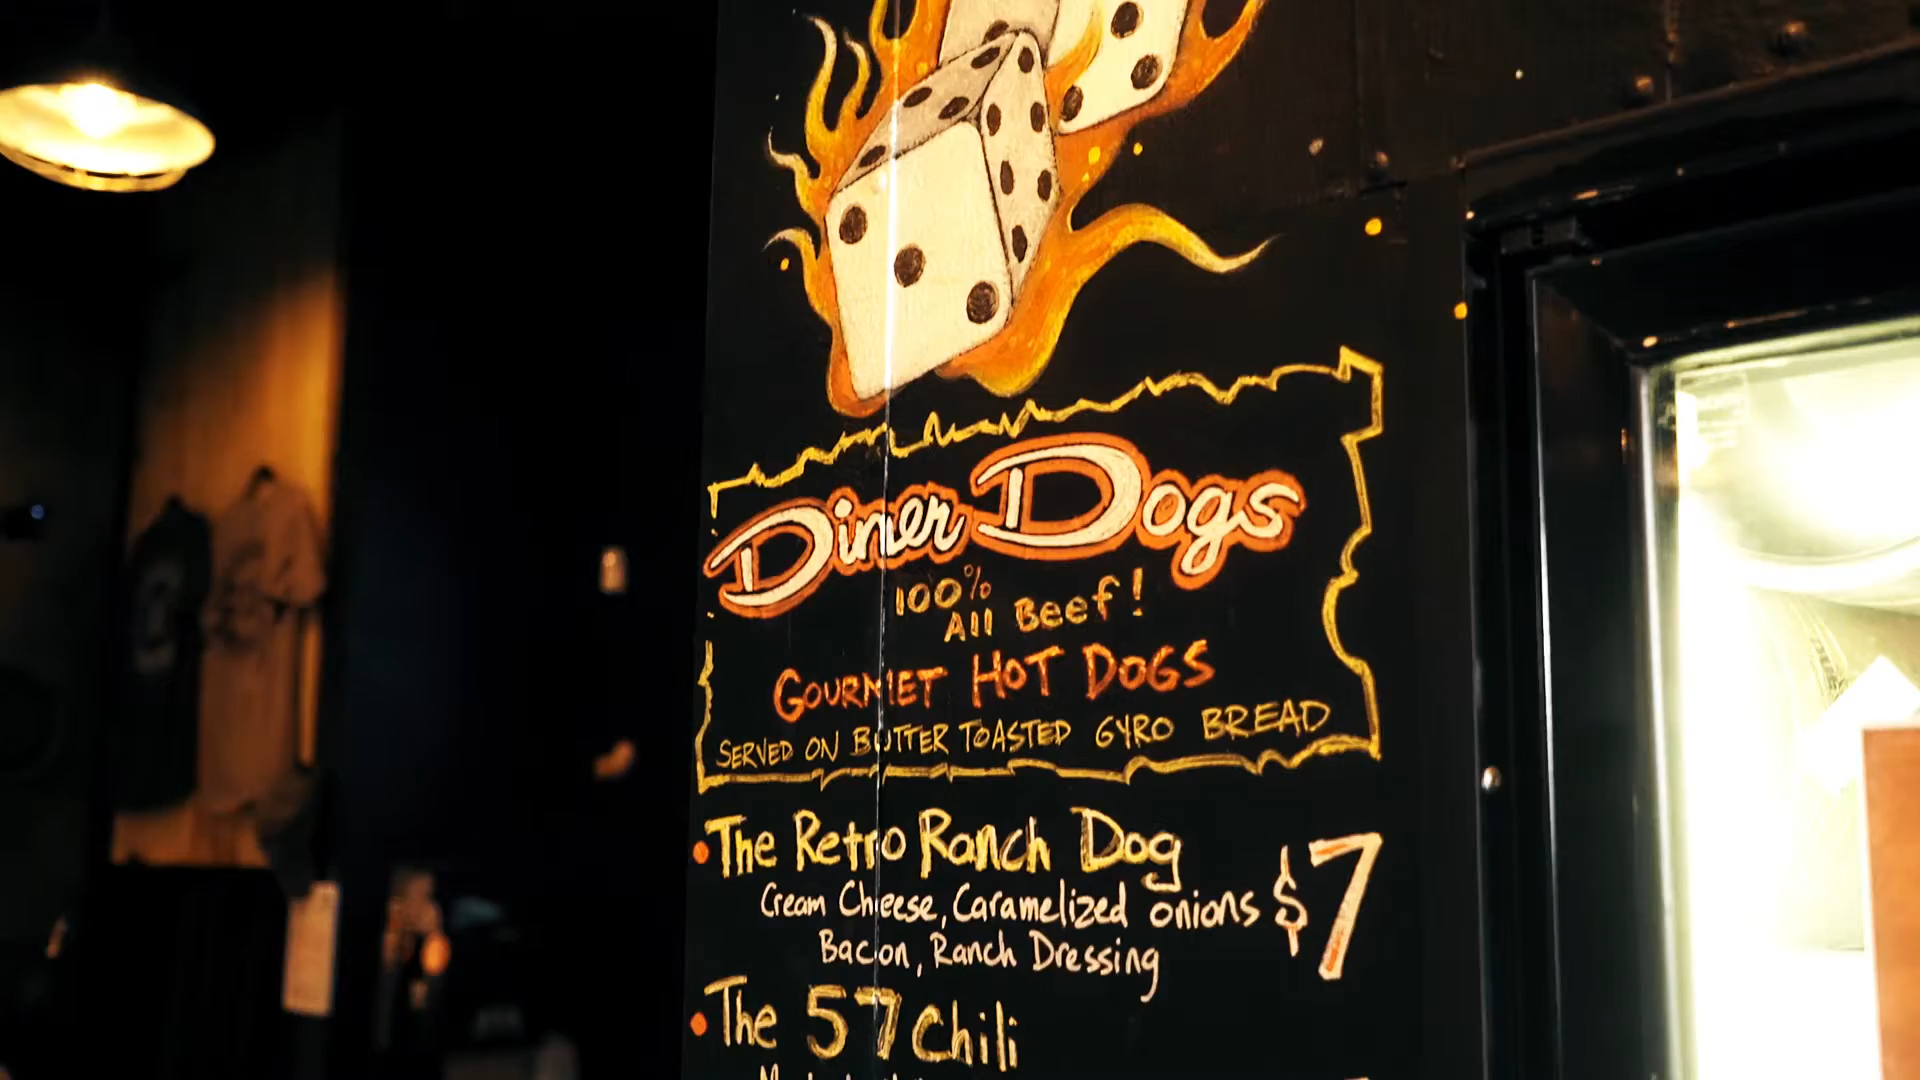 Diner Dogs
100%
All Beef!
GOURMET HOT DOGS
SERVED ON BUTTER TOASTED GYRO BREAD
The Retro Ranch Dog
Cream Cheese, Caramelized onions $7
Bacon, Ranch Dressing
The 57 Chili